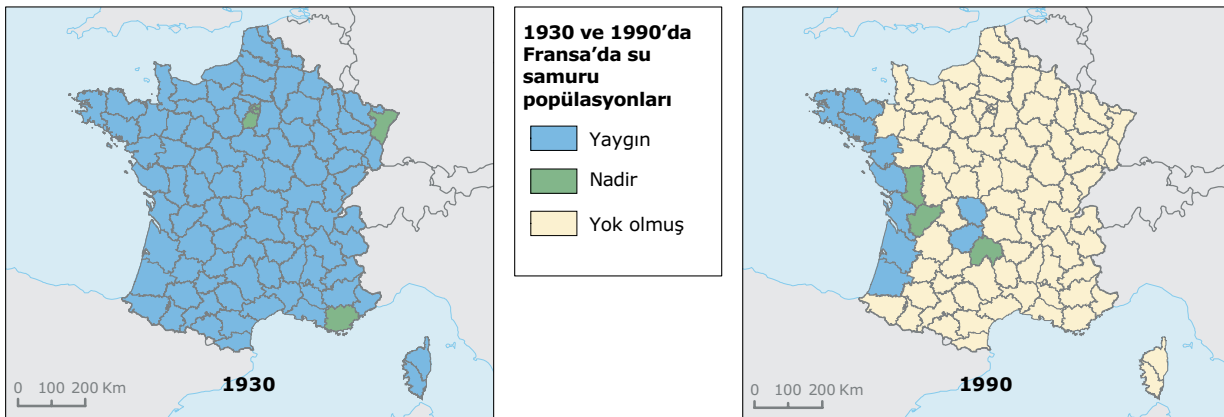 0 100 200 Km
1930
1930 ve 1990’da
Fransa’da su
samuru
popülasyonları
Yaygın
Nadir
Yok olmuş
0 100 200 Km
1990